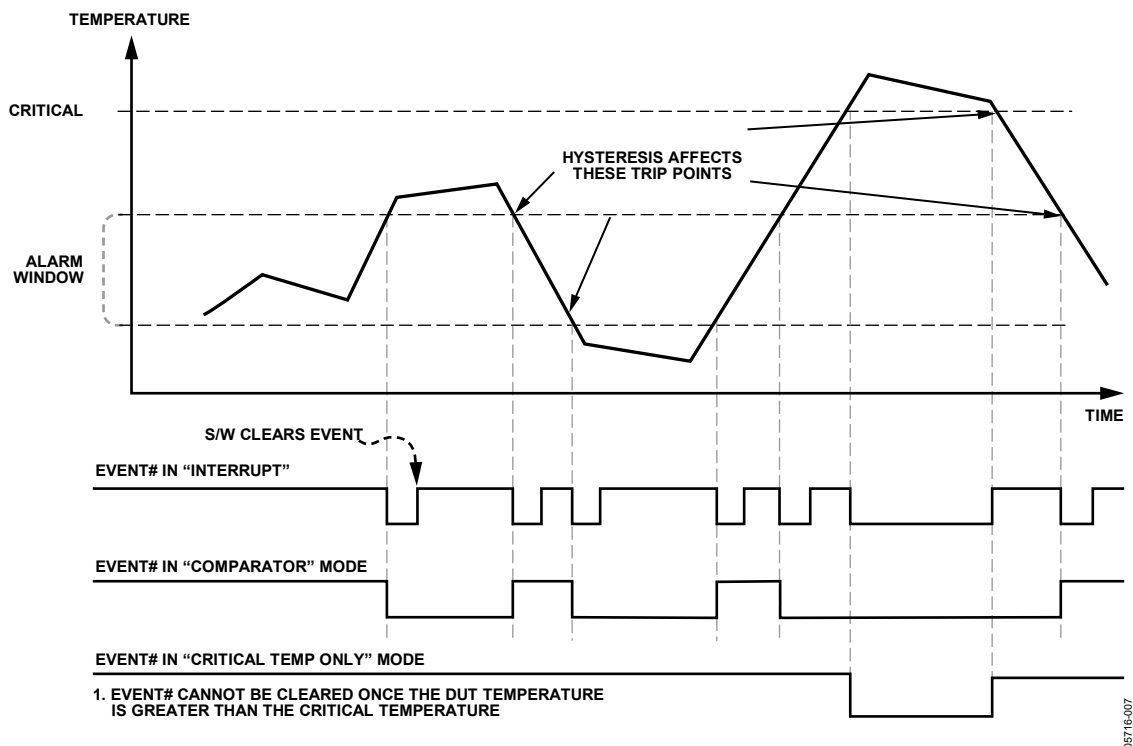 TEMPERATURE
CRITICAL
HYSTERESIS AFFECTS
THESE TRIP POINTS
ALARM
WINDOW
TIME
S/W CLEARS EVENT
EVENT# IN “INTERRUPT”
EVENT# IN “COMPARATOR” MODE
EVENT# IN “CRITICAL TEMP ONLY” MODE
1. EVENT# CANNOT BE CLEARED ONCE THE DUT TEMPERATURE
IS GREATER THAN THE CRITICAL TEMPERATURE
05716-007